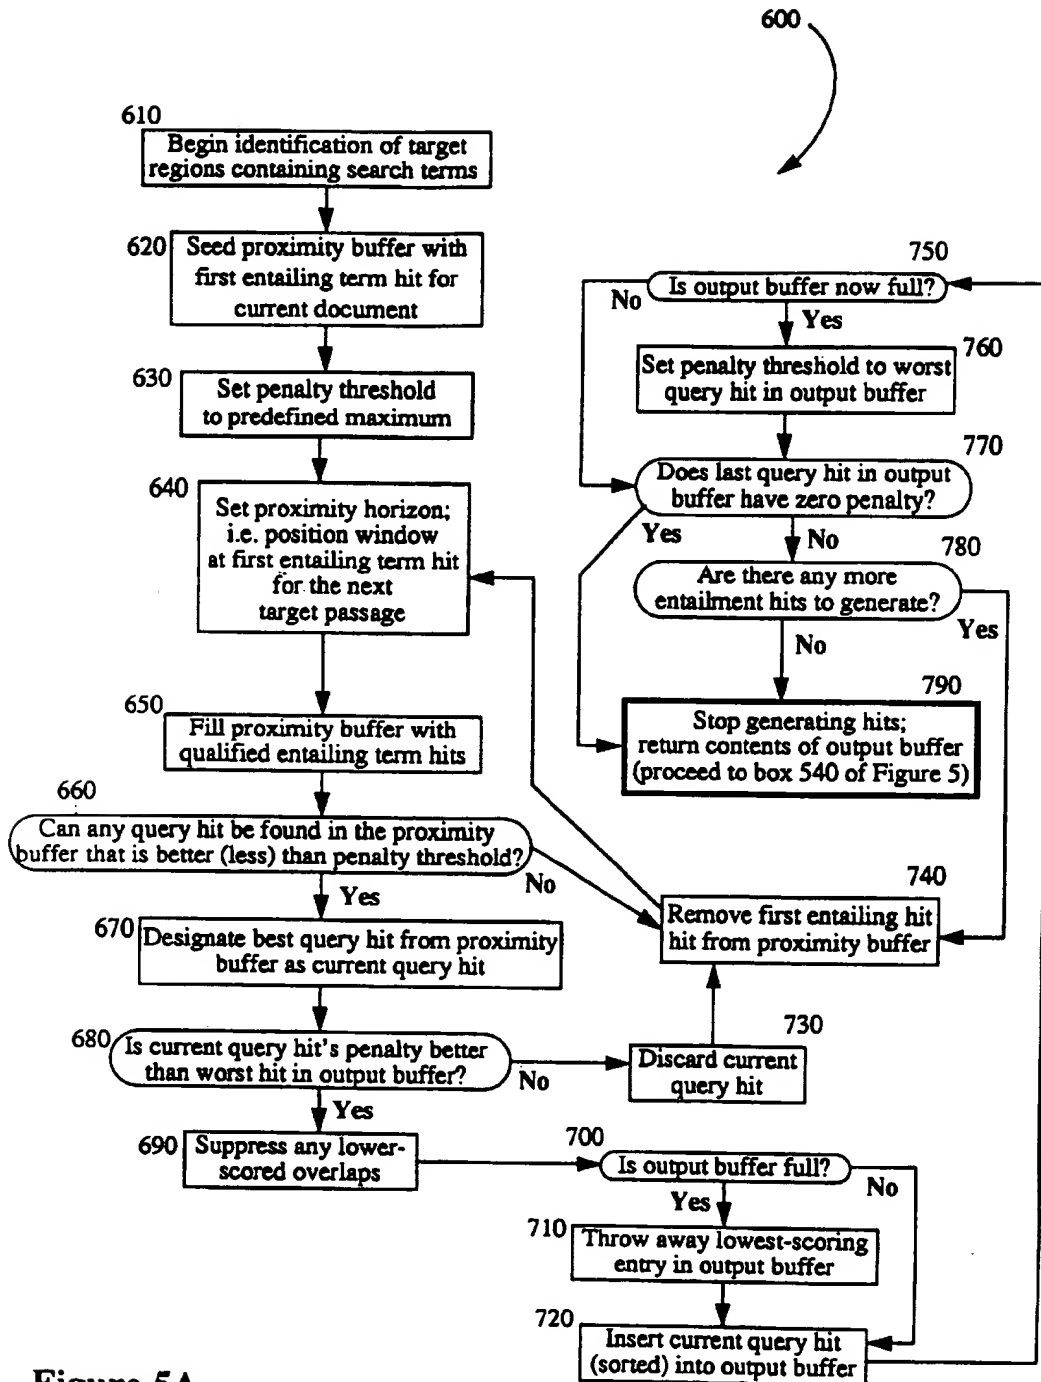 600
610
Begin identification of target
regions containing search terms
620
Seed proximity buffer with
first entailing term hit for
current document
630
Set penalty threshold
to predefined maximum
640
Set proximity horizon;
i.e. position window
at first entailing term hit
for the next
target passage
650
Fill proximity buffer with
qualified entailing term hits
660
Can any query hit be found in the proximity
buffer that is better (less) than penalty threshold?
No
Yes
670
Designate best query hit from proximity
buffer as current query hit
680
Is current query hit's penalty better
than worst hit in output buffer?
No
Yes
690
Suppress any lower-
scored overlaps
700
Is output buffer full?
No
Yes
710
Throw away lowest-scoring
entry in output buffer
720
Insert current query hit
(sorted) into output buffer
730
Discard current
query hit
740
Remove first entailing hit
hit from proximity buffer
750
Is output buffer now full?
No
Yes
760
Set penalty threshold to worst
query hit in output buffer
770
Does last query hit in output
buffer have zero penalty?
Yes
No
780
Are there any more
entailment hits to generate?
Yes
No
790
Stop generating hits;
return contents of output buffer
(proceed to box 540 of Figure 5)
Figure 5A